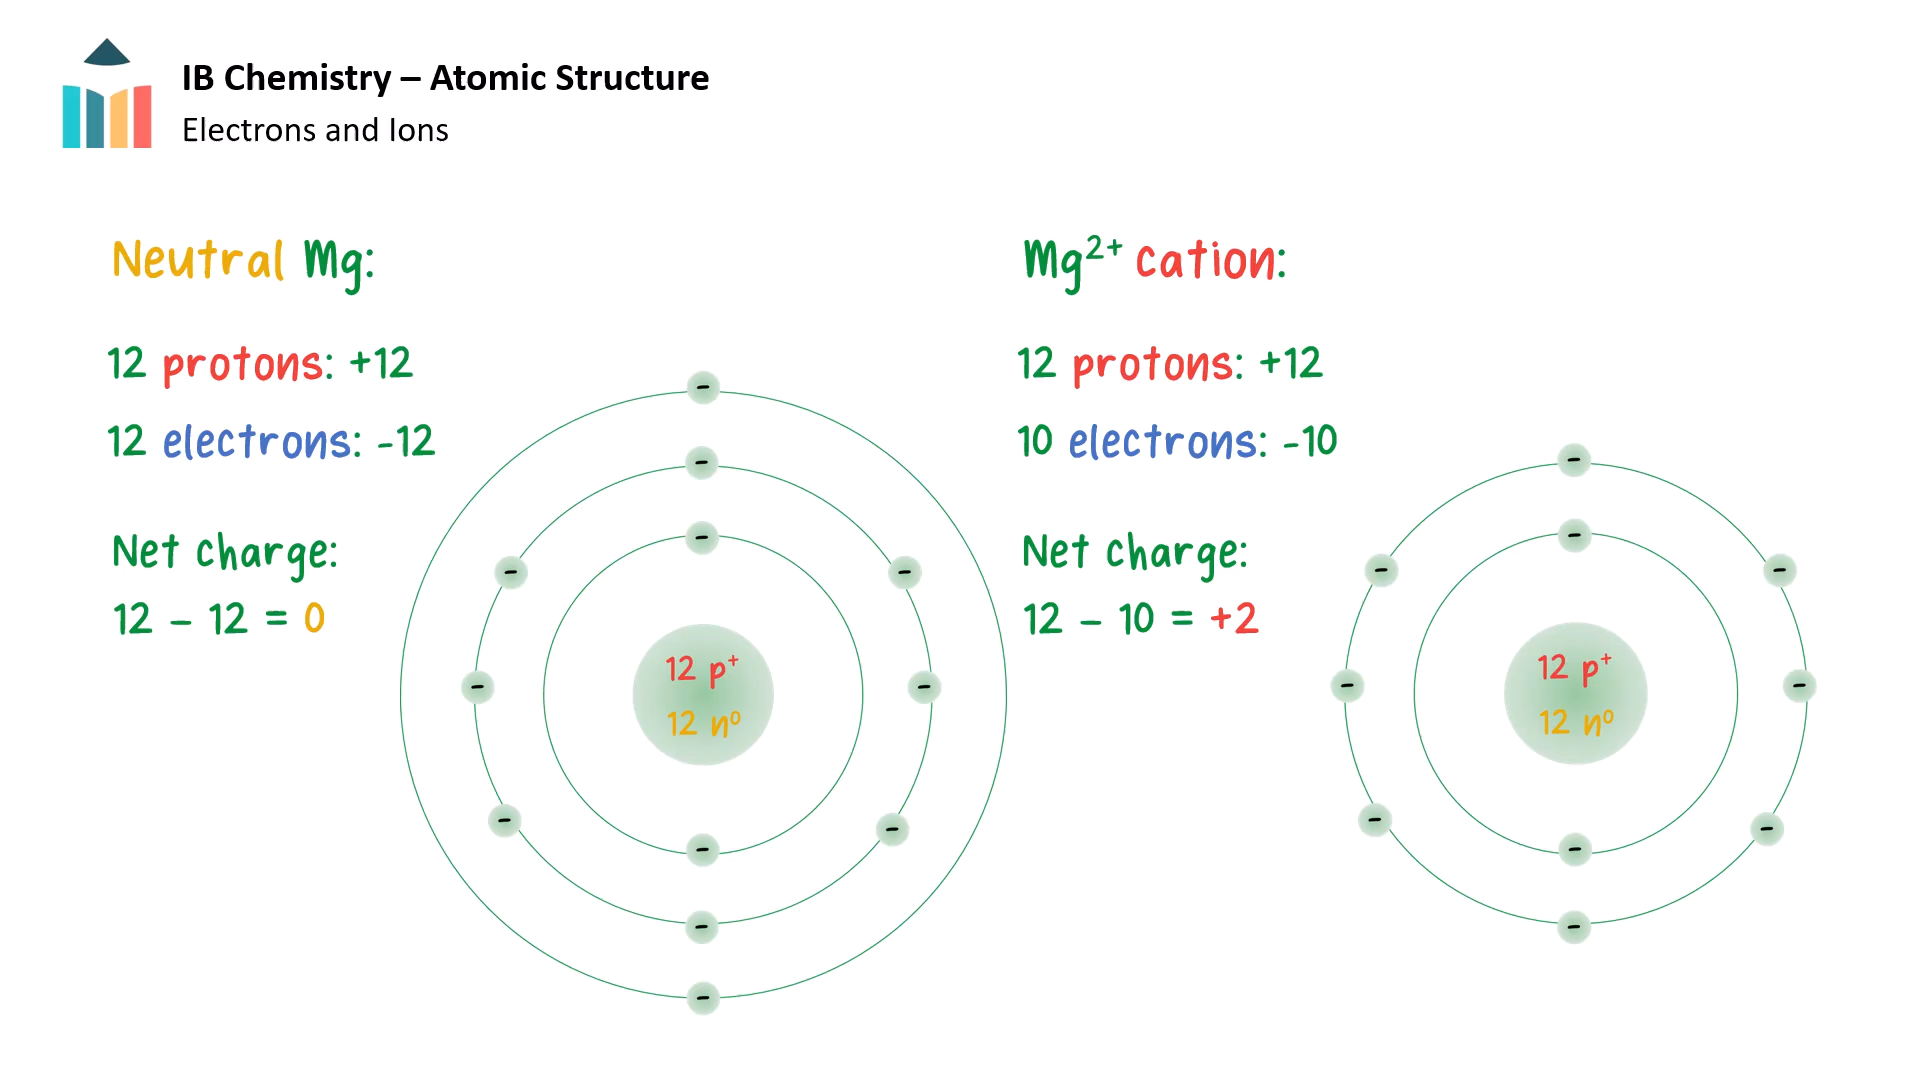 IB Chemistry – Atomic Structure
Electrons and Ions
Neutral Mg:
12 protons: +12
12 electrons: -12
Net charge:
12 – 12 = 0
-
-
-
-
-
-
-
-
-
-
-
-
12 p⁺
12 n⁰
Mg²⁺ cation:
12 protons: +12
10 electrons: -10
Net charge:
12 – 10 = +2
-
-
-
-
-
-
-
-
-
-
12 p⁺
12 n⁰